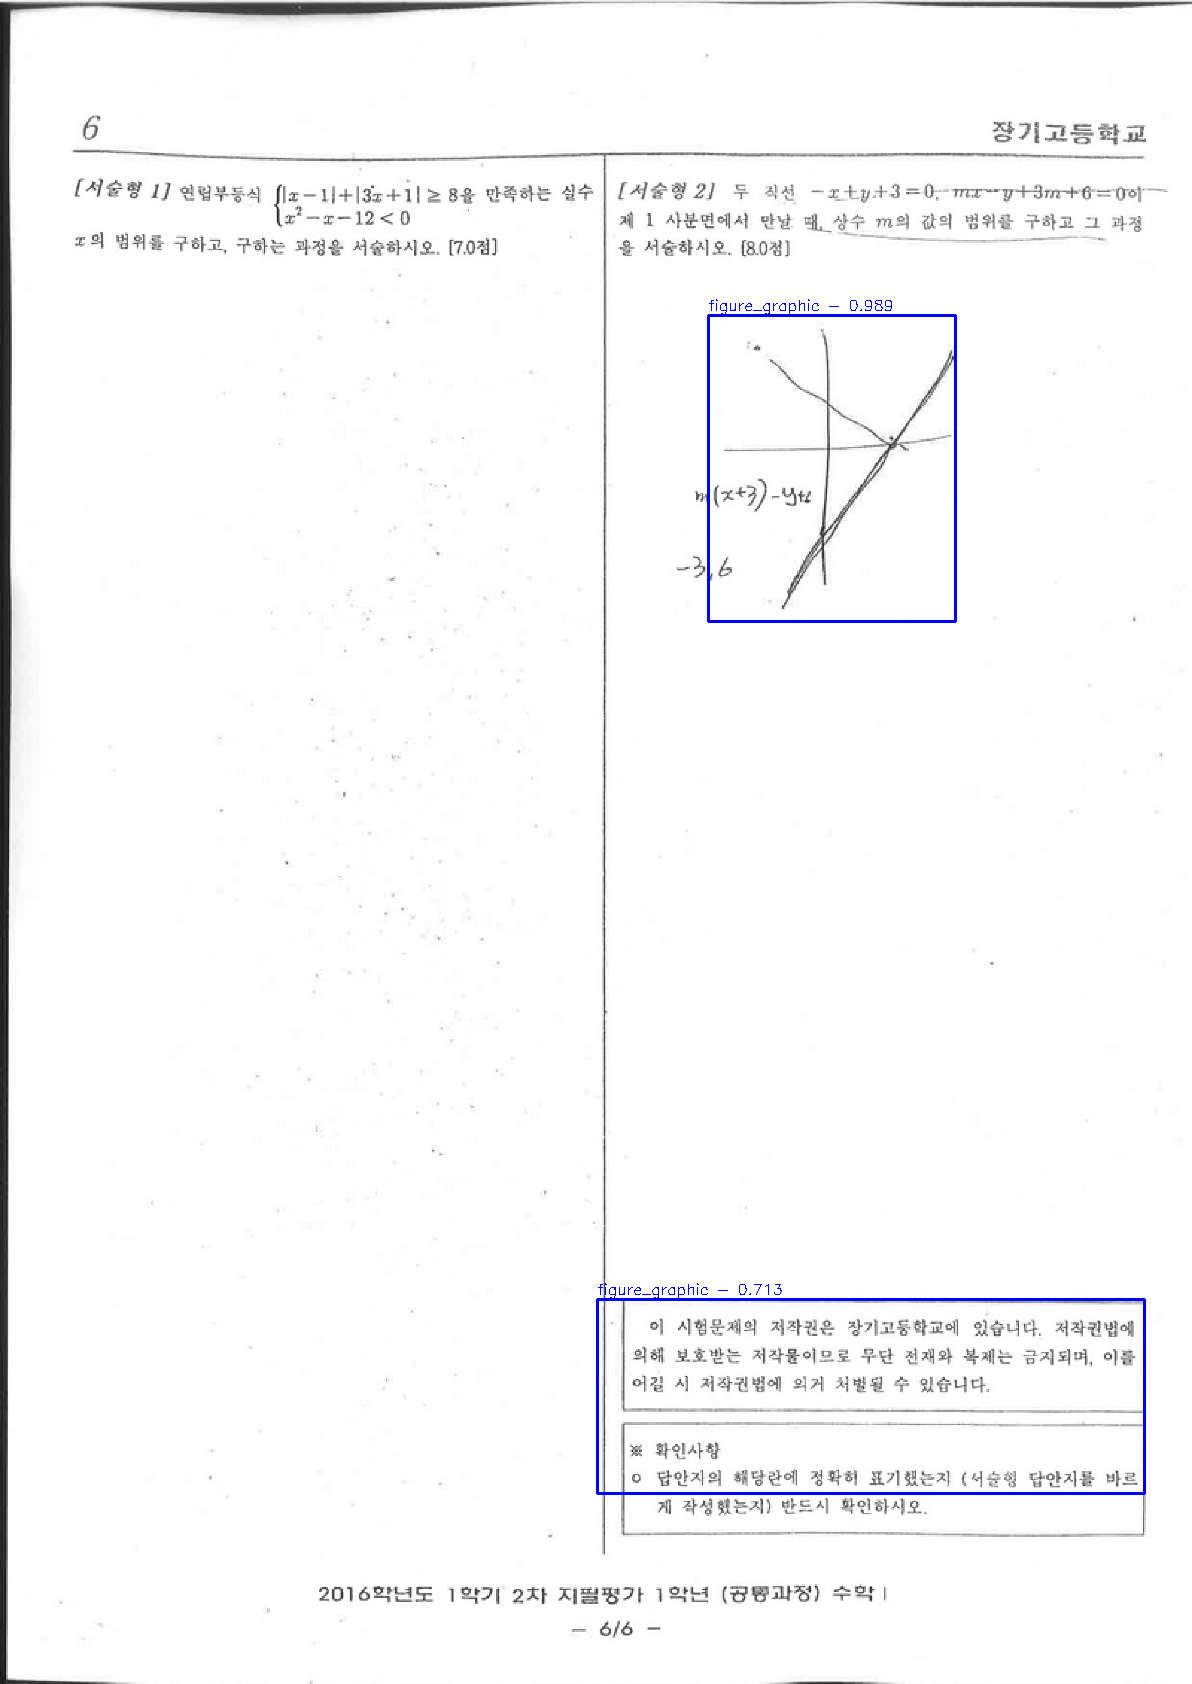 6
장기고등학교
[서술형 1] 연립부등식 {|x-1|+|3x+1| ≥ 8을 만족하는 실수
x²-x-12<0
x의 범위를 구하고, 구하는 과정을 서술하시오. [7.0점]
[서술형 2] 두 직선 -x+y+3=0, mx-y+3m+6=0이
제 1 사분면에서 만날 때, 상수 m의 값의 범위를 구하고 그 과정
을 서술하시오. [8.0점]
figure_graphic - 0.989
m(x+3)-y+6
-3,6
figure_graphic - 0.713
이 시험문제의 저작권은 장기고등학교에 있습니다. 저작권법에
의해 보호받는 저작물이므로 무단 전재와 복제는 금지되며, 이를
어길 시 저작권법에 의거 처벌될 수 있습니다.
※ 확인사항
○ 답안지의 해당란에 정확히 표기했는지 (서술형 답안지를 바르
게 작성했는지) 반드시 확인하시오.
2016학년도 1학기 2차 지필평가 1학년 (공통과정) 수학 I
- 6/6 -